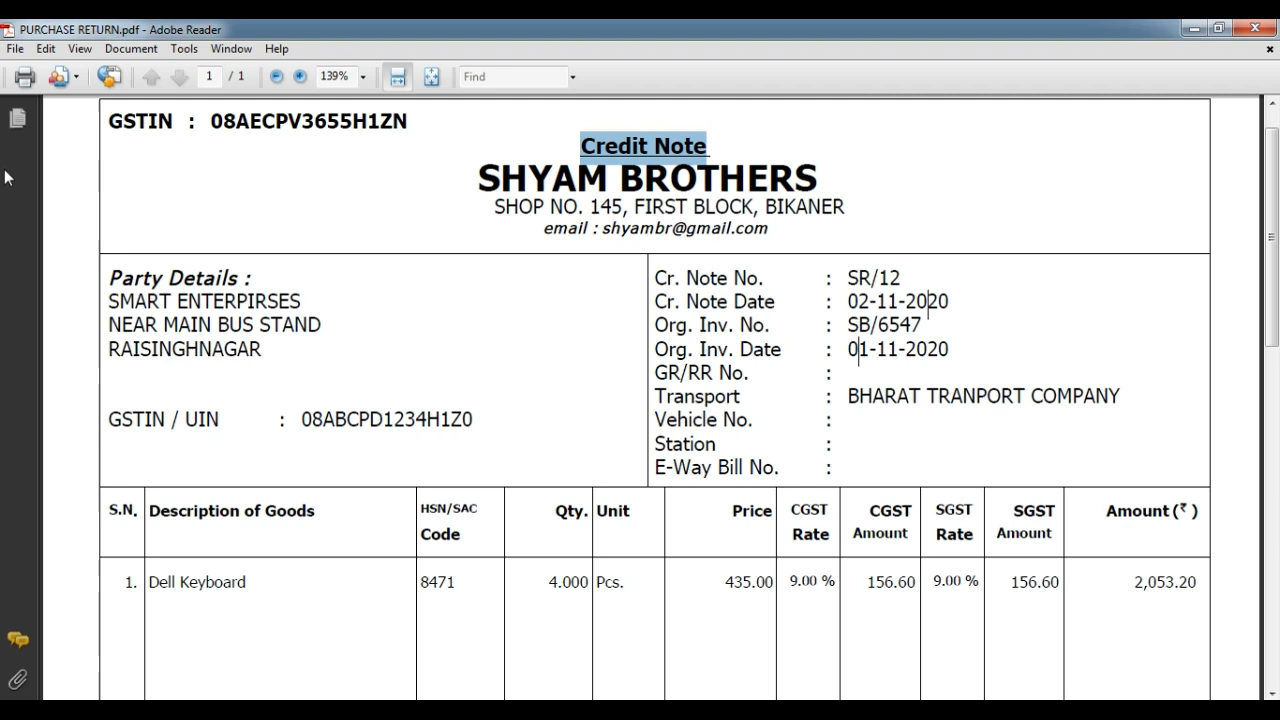 PURCHASE RETURN.pdf - Adobe Reader
File Edit View Document Tools Window Help
1 / 1 139% Find
GSTIN : 08AECPV3655H1ZN
Credit Note
SHYAM BROTHERS
SHOP NO. 145, FIRST BLOCK, BIKANER
email : shyambr@gmail.com
Party Details :
SMART ENTERPIRSES
NEAR MAIN BUS STAND
RAISINGHNAGAR
GSTIN / UIN : 08ABCPD1234H1Z0
Cr. Note No. : SR/12
Cr. Note Date : 02-11-2020
Org. Inv. No. : SB/6547
Org. Inv. Date : 01-11-2020
GR/RR No. :
Transport : BHARAT TRANPORT COMPANY
Vehicle No. :
Station :
E-Way Bill No. :
S.N. Description of Goods HSN/SAC Code Qty. Unit Price CGST Rate CGST Amount SGST Rate SGST Amount Amount (₹ )
1. Dell Keyboard 8471 4.000 Pcs. 435.00 9.00 % 156.60 9.00 % 156.60 2,053.20